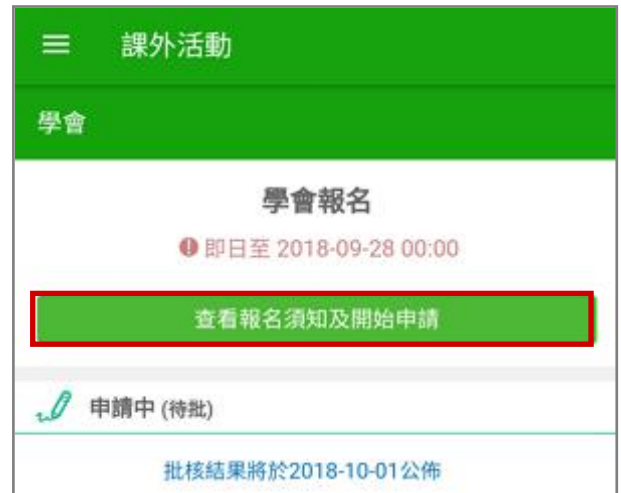 課外活動
學會
學會報名
即日至 2018-09-28 00:00
查看報名須知及開始申請
申請中 (待批)
批核結果將於2018-10-01公佈